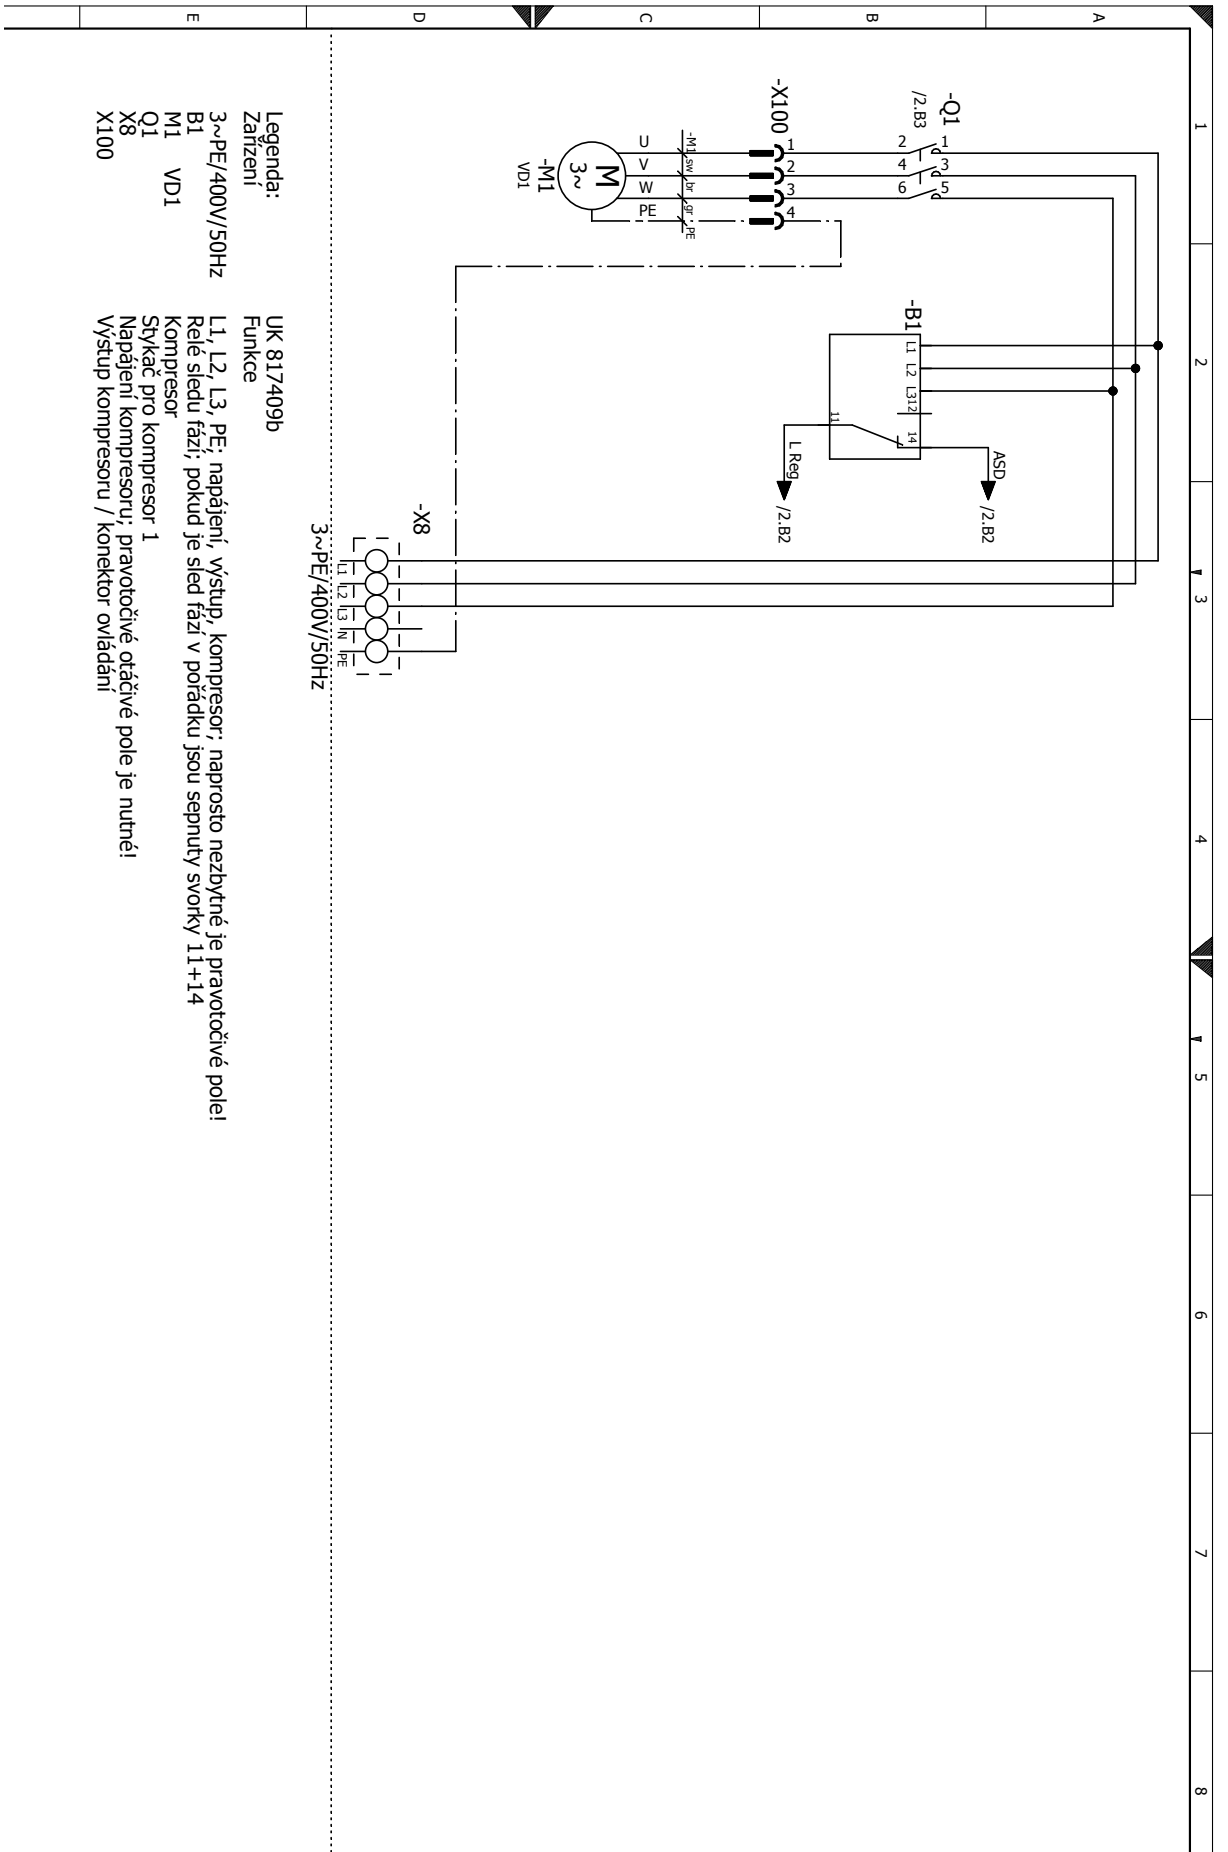 1 2 3 4 5 6 7 8
A
B
C
D
E
-Q1
/2.B3
1 3 5
2 4 6
-X100
1 2 3 4
-M1 sw br gr PE
U V W PE
M
3~
-M1
VD1
-B1
L1 L2 L3 12 14
11
ASD
/2.B2
L Reg
/2.B2
-X8
L1 L2 L3 N PE
3~PE/400V/50Hz
Legenda: UK 817409b
Zařízení Funkce
3~PE/400V/50Hz L1, L2, L3, PE; napájení, výstup, kompresor; naprosto nezbytné je pravotočivé pole!
B1 Relé sledu fází; pokud je sled fází v pořádku jsou sepnuty svorky 11+14
M1 VD1 Kompresor
Q1 Stykač pro kompresor 1
X8 Napájení kompresoru; pravotočivé otáčivé pole je nutné!
X100 Výstup kompresoru / konektor ovládání